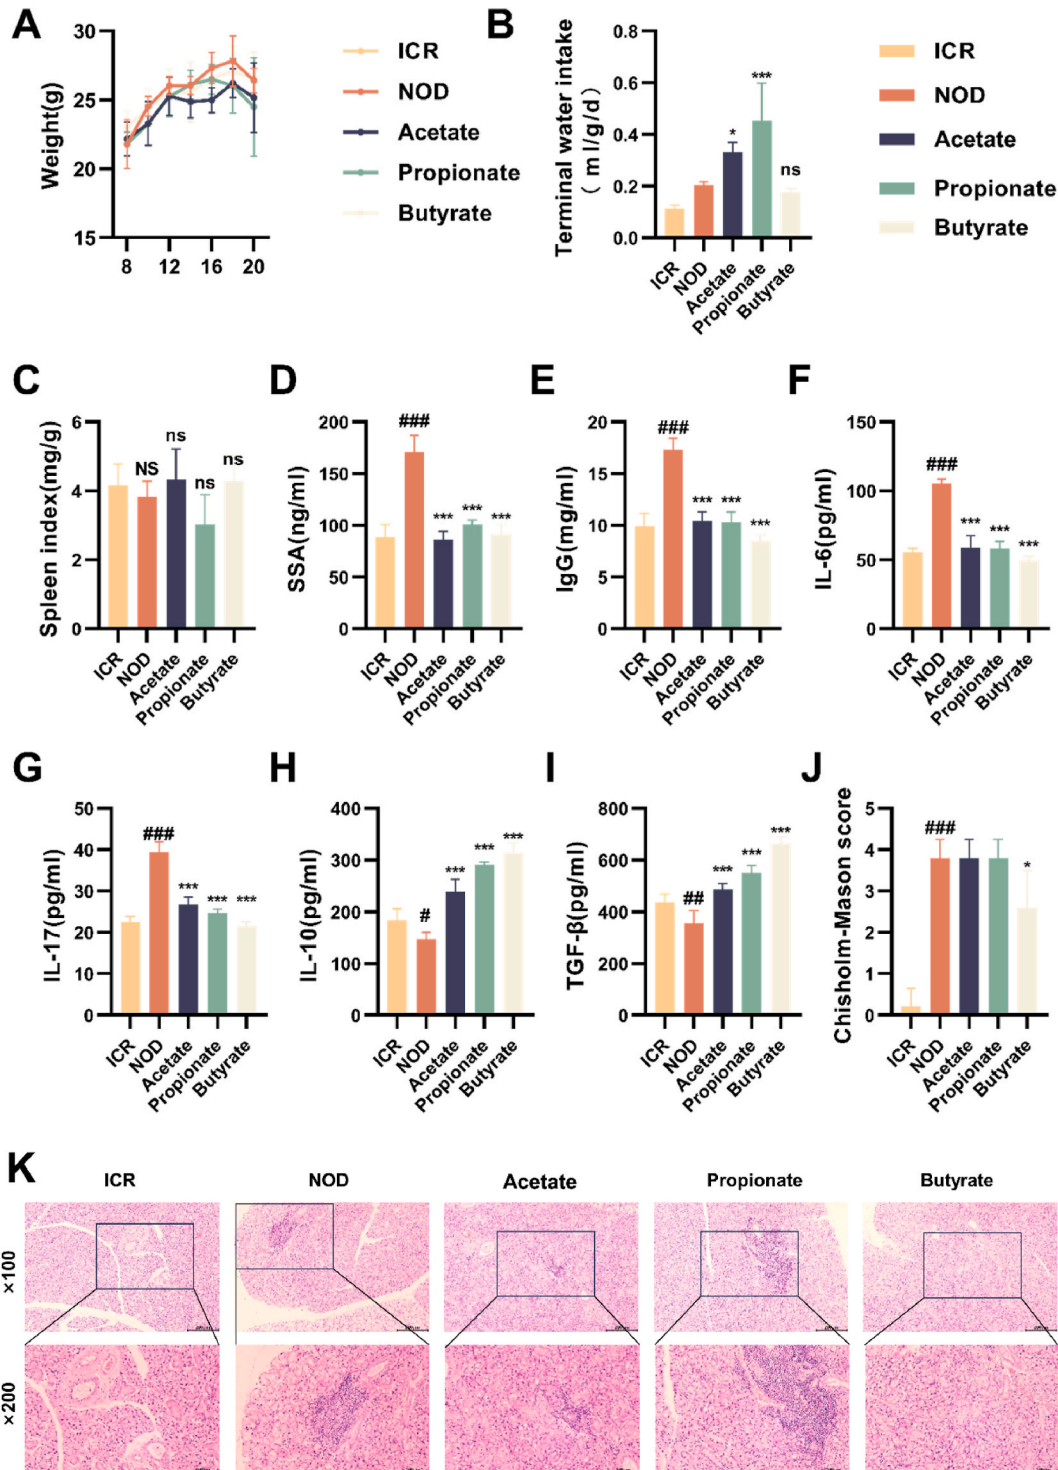 A
30
25
20
15
Weight(g)
8
12
16
20
ICR
NOD
Acetate
Propionate
Butyrate
B
Terminal water intake
( ml/g/d)
0.8
0.6
0.4
0.2
0.0
*
***
ns
ICR
NOD
Acetate
Propionate
Butyrate
ICR
NOD
Acetate
Propionate
Butyrate
C
Spleen index(mg/g)
6
4
2
0
NS
ns
ns
ns
ICR
NOD
Acetate
Propionate
Butyrate
D
SSA(ng/ml)
200
150
100
50
0
###
***
***
***
ICR
NOD
Acetate
Propionate
Butyrate
E
IgG(mg/ml)
20
15
10
5
0
###
***
***
***
ICR
NOD
Acetate
Propionate
Butyrate
F
IL-6(pg/ml)
150
100
50
0
###
***
***
***
ICR
NOD
Acetate
Propionate
Butyrate
G
IL-17(pg/ml)
50
40
30
20
10
0
###
***
***
***
ICR
NOD
Acetate
Propionate
Butyrate
H
IL-10(pg/ml)
400
300
200
100
0
#
***
***
***
ICR
NOD
Acetate
Propionate
Butyrate
I
TGF-β(pg/ml)
800
600
400
200
0
##
***
***
***
ICR
NOD
Acetate
Propionate
Butyrate
J
Chisholm-Mason score
5
4
3
2
1
0
###
*
ICR
NOD
Acetate
Propionate
Butyrate
K
ICR
NOD
Acetate
Propionate
Butyrate
×100
×200